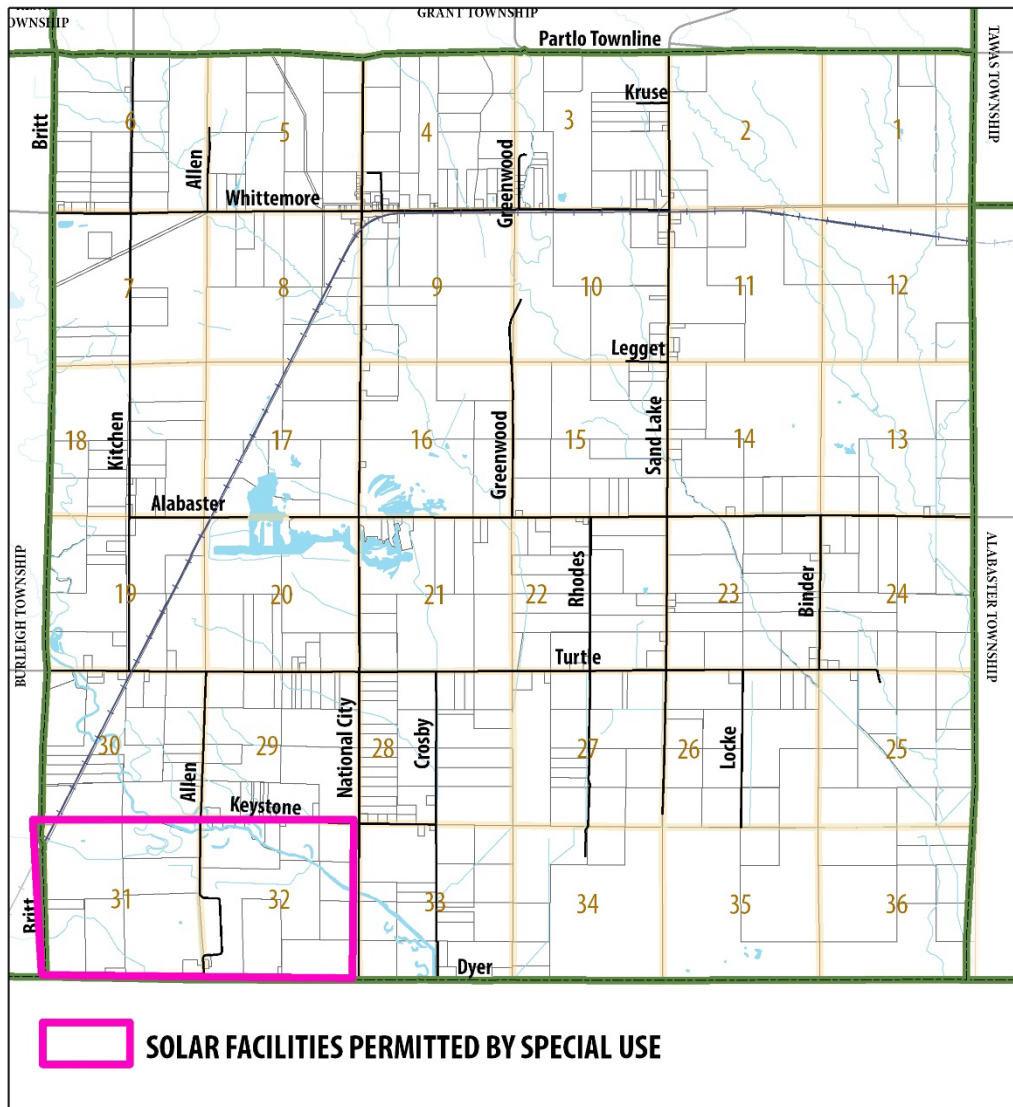 GRANT TOWNSHIP
OWNSHIP
Partlo Townline
TAWAS TOWNSHIP
Kruse
Britt
6
5
4
3
2
1
Allen
Greenwood
Whittemore
7
8
9
10
11
12
Legget
18
Kitchen
17
16
Greenwood
15
Sand Lake
14
13
Alabaster
BURLEIGH TOWNSHIP
ALABASTER TOWNSHIP
19
20
21
22
Rhodes
23
Binder
24
Turtle
30
Allen
29
National City
28
Crosby
27
26
Locke
25
Keystone
Britt
31
32
33
34
35
36
Dyer
SOLAR FACILITIES PERMITTED BY SPECIAL USE